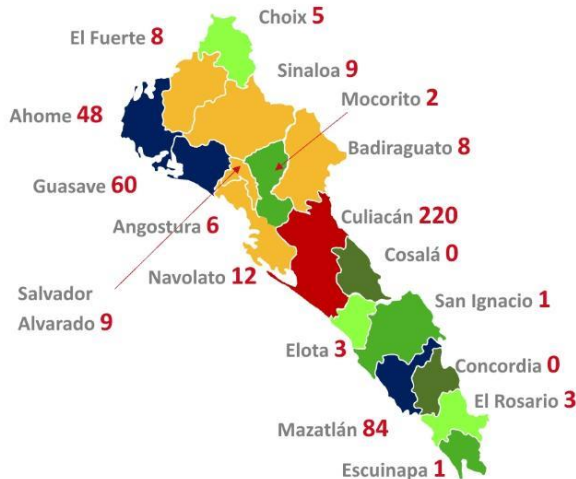 Choix 5
El Fuerte 8
Sinaloa 9
Mocorito 2
Ahome 48
Badiraguato 8
Guasave 60
Culiacán 220
Angostura 6
Cosalá 0
Navolato 12
Salvador
Alvarado 9
San Ignacio 1
Elota 3
Concordia 0
El Rosario 3
Mazatlán 84
Escuinapa 1